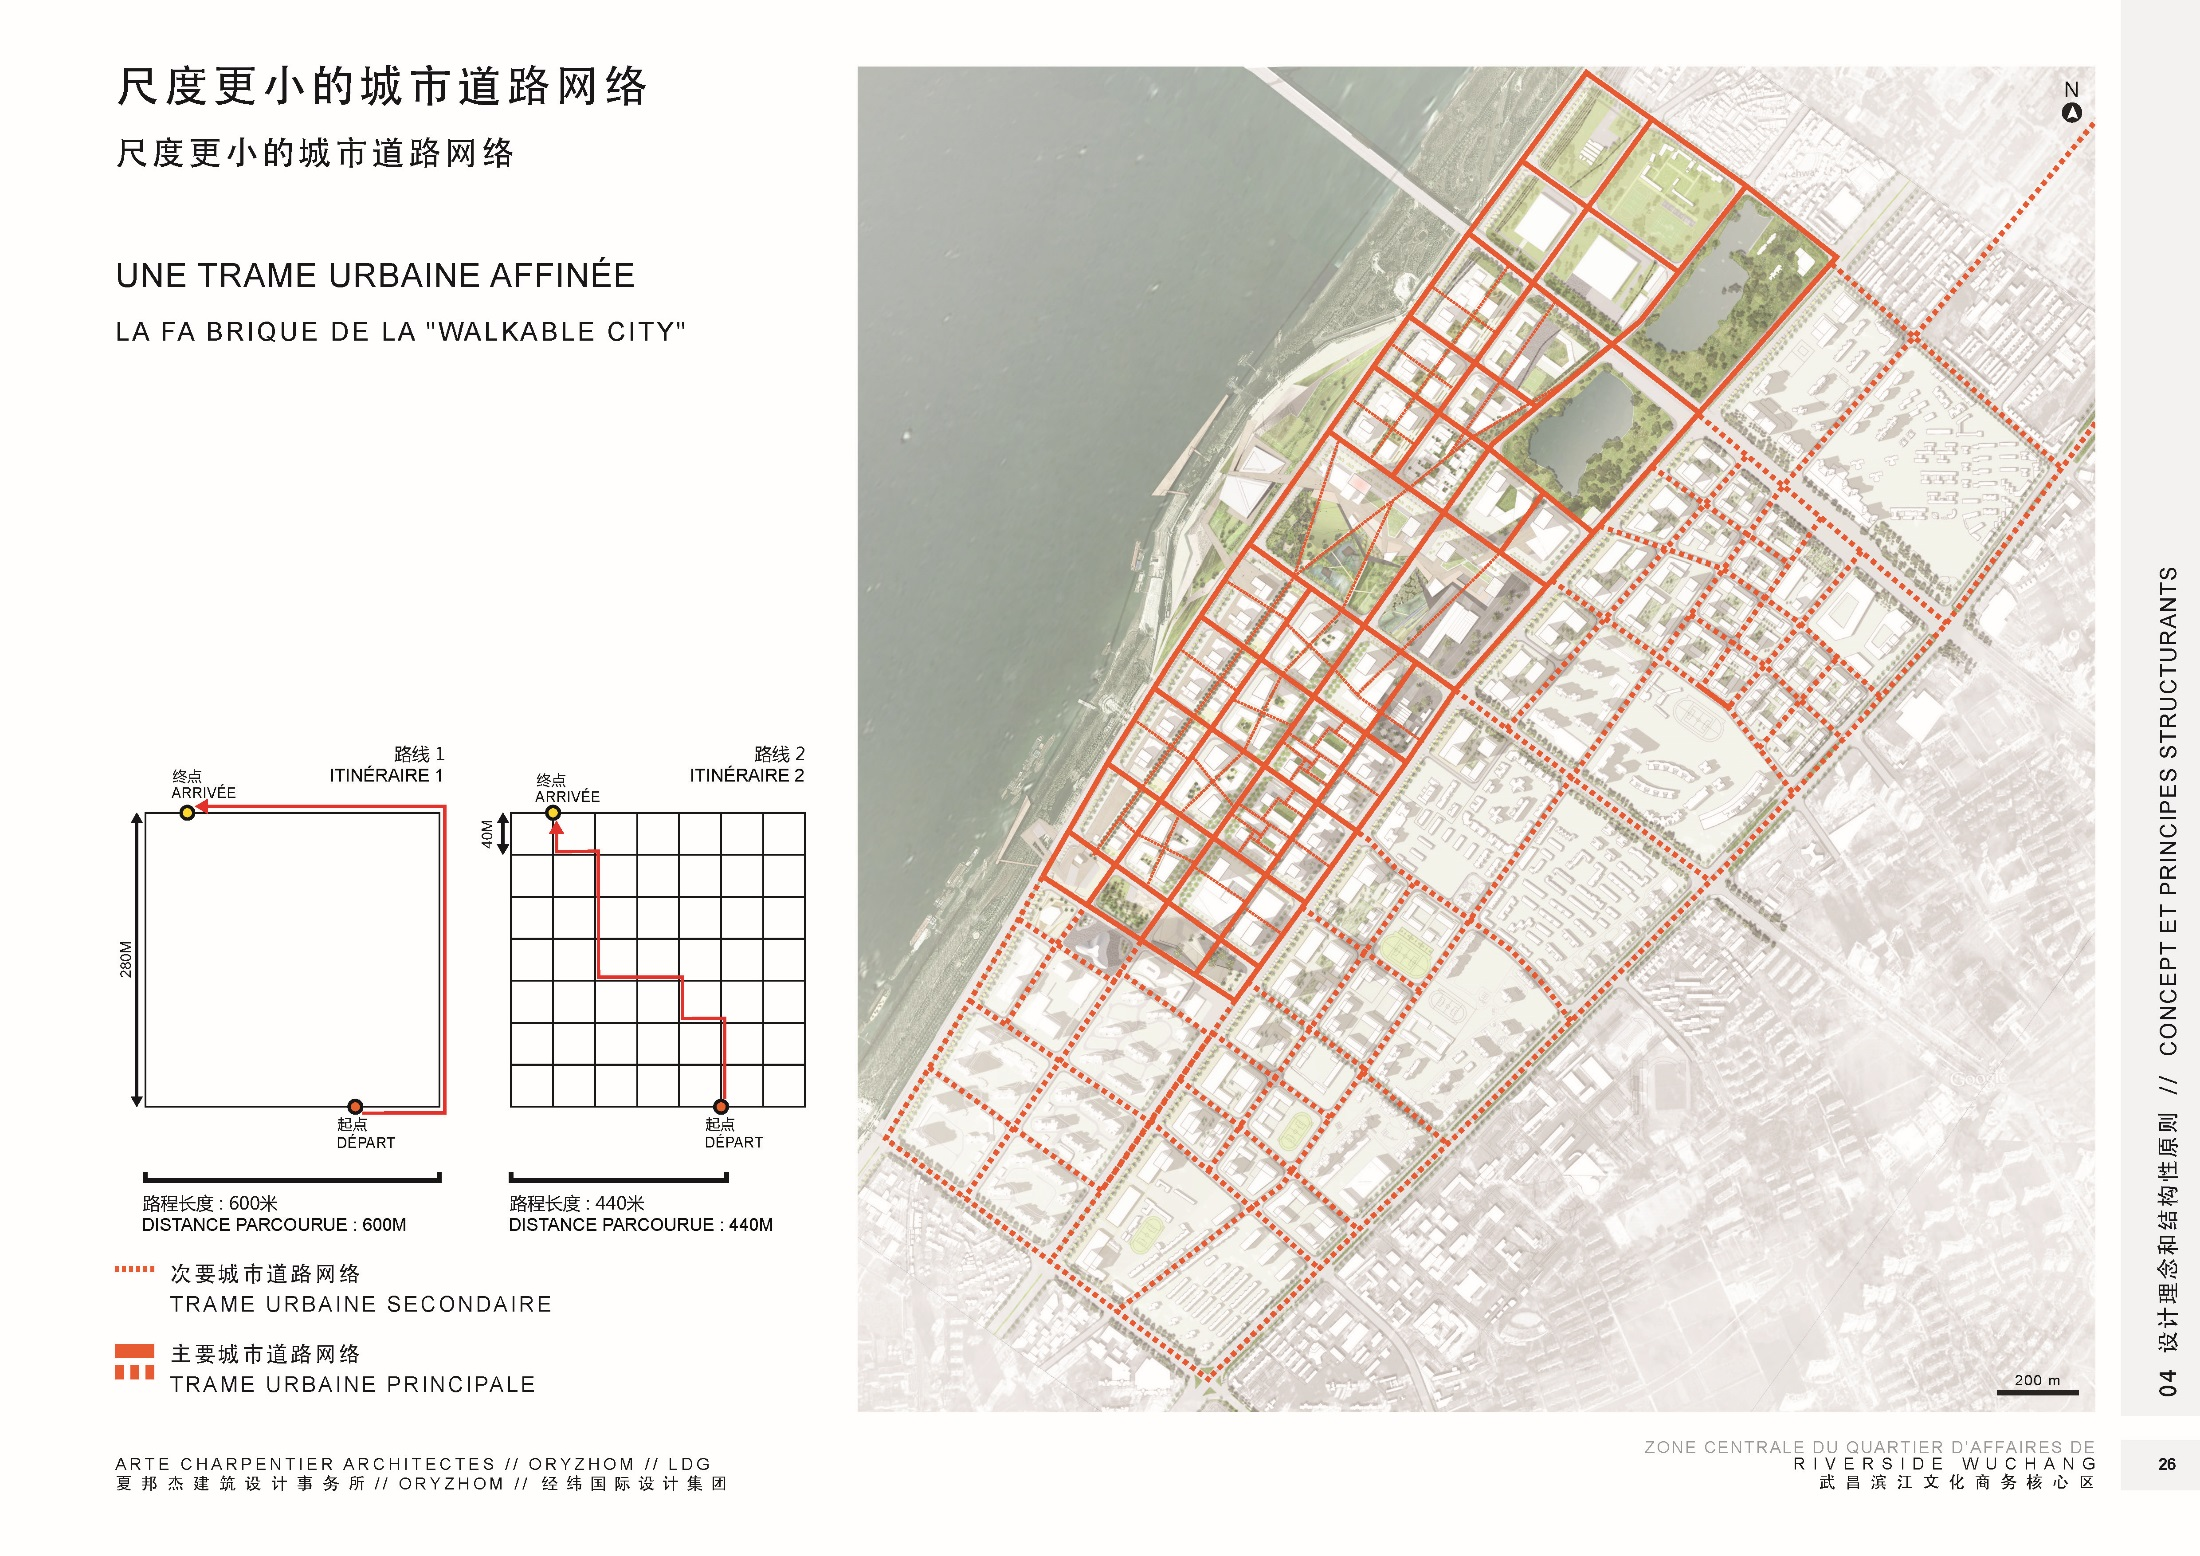 尺度更小的城市道路网络
尺度更小的城市道路网络
UNE TRAME URBAINE AFFINÉE
LA FA BRIQUE DE LA "WALKABLE CITY"
路线 1
ITINÉRAIRE 1
终点
ARRIVÉE
280M
起点
DÉPART
路程长度 : 600米
DISTANCE PARCOURUE : 600M
路线 2
ITINÉRAIRE 2
终点
ARRIVÉE
40M
起点
DÉPART
路程长度 : 440米
DISTANCE PARCOURUE : 440M
次要城市道路网络
TRAME URBAINE SECONDAIRE
主要城市道路网络
TRAME URBAINE PRINCIPALE
N
Google
200 m
04 设计理念和结构性原则 // CONCEPT ET PRINCIPES STRUCTURANTS
ARTE CHARPENTIER ARCHITECTES // ORYZHOM // LDG
夏邦杰建筑设计事务所 // ORYZHOM // 经纬国际设计集团
ZONE CENTRALE DU QUARTIER D'AFFAIRES DE
RIVERSIDE WUCHANG
武昌滨江文化商务核心区
26